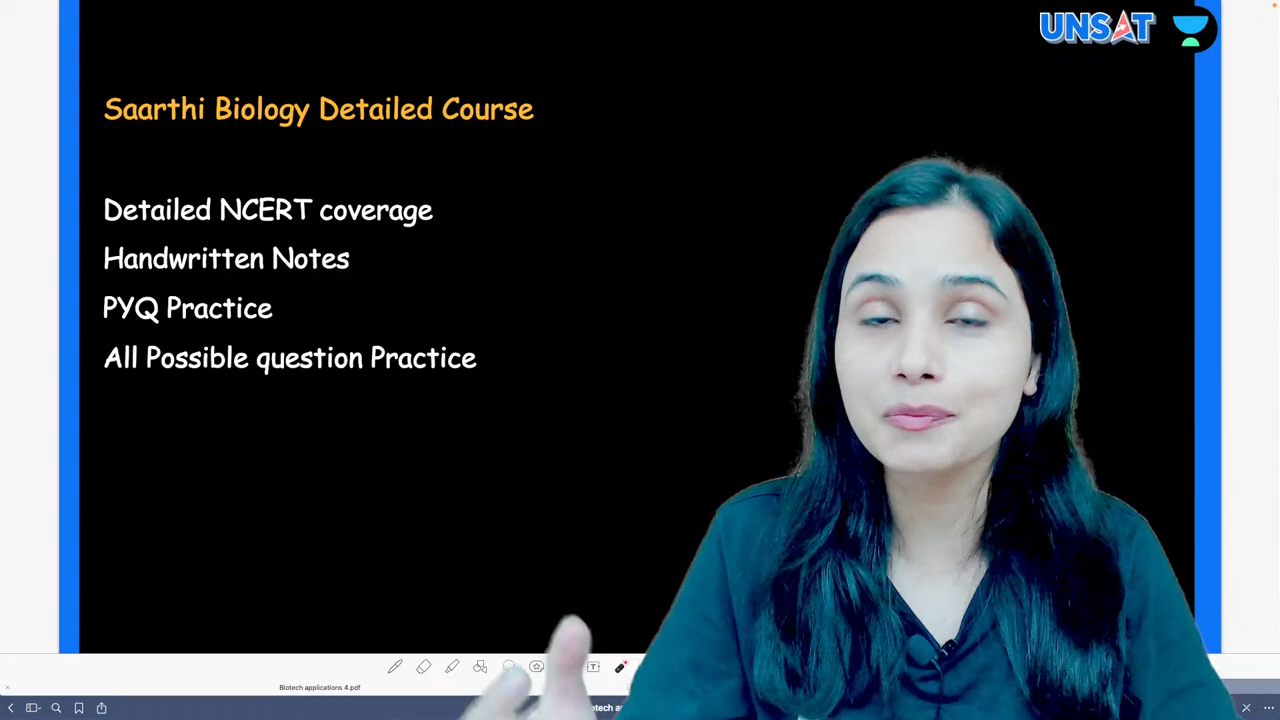 UNSAT
Saarthi Biology Detailed Course
Detailed NCERT coverage
Handwritten Notes
PYQ Practice
All Possible question Practice
T
Biotech applications 4.pdf
otech